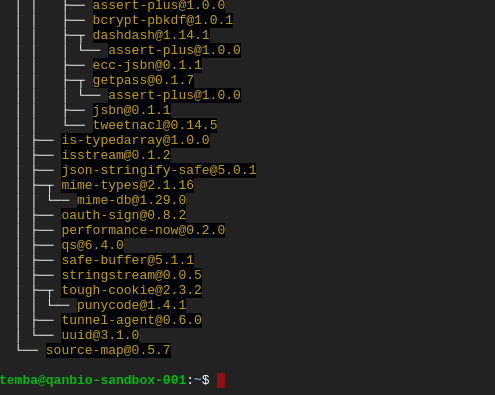 │ │   ├── assert-plus@1.0.0
│ │   ├── bcrypt-pbkdf@1.0.1
│ │   ├─┬ dashdash@1.14.1
│ │   │ └── assert-plus@1.0.0
│ │   ├── ecc-jsbn@0.1.1
│ │   ├─┬ getpass@0.1.7
│ │   │ └── assert-plus@1.0.0
│ │   ├── jsbn@0.1.1
│ │   └── tweetnacl@0.14.5
│ ├── is-typedarray@1.0.0
│ ├── isstream@0.1.2
│ ├── json-stringify-safe@5.0.1
│ ├─┬ mime-types@2.1.16
│ │ └── mime-db@1.29.0
│ ├── oauth-sign@0.8.2
│ ├── performance-now@0.2.0
│ ├── qs@6.4.0
│ ├── safe-buffer@5.1.1
│ ├── stringstream@0.0.5
│ ├─┬ tough-cookie@2.3.2
│ │ └── punycode@1.4.1
│ ├── tunnel-agent@0.6.0
│ └── uuid@3.1.0
└── source-map@0.5.7
temba@qanbio-sandbox-001:~$